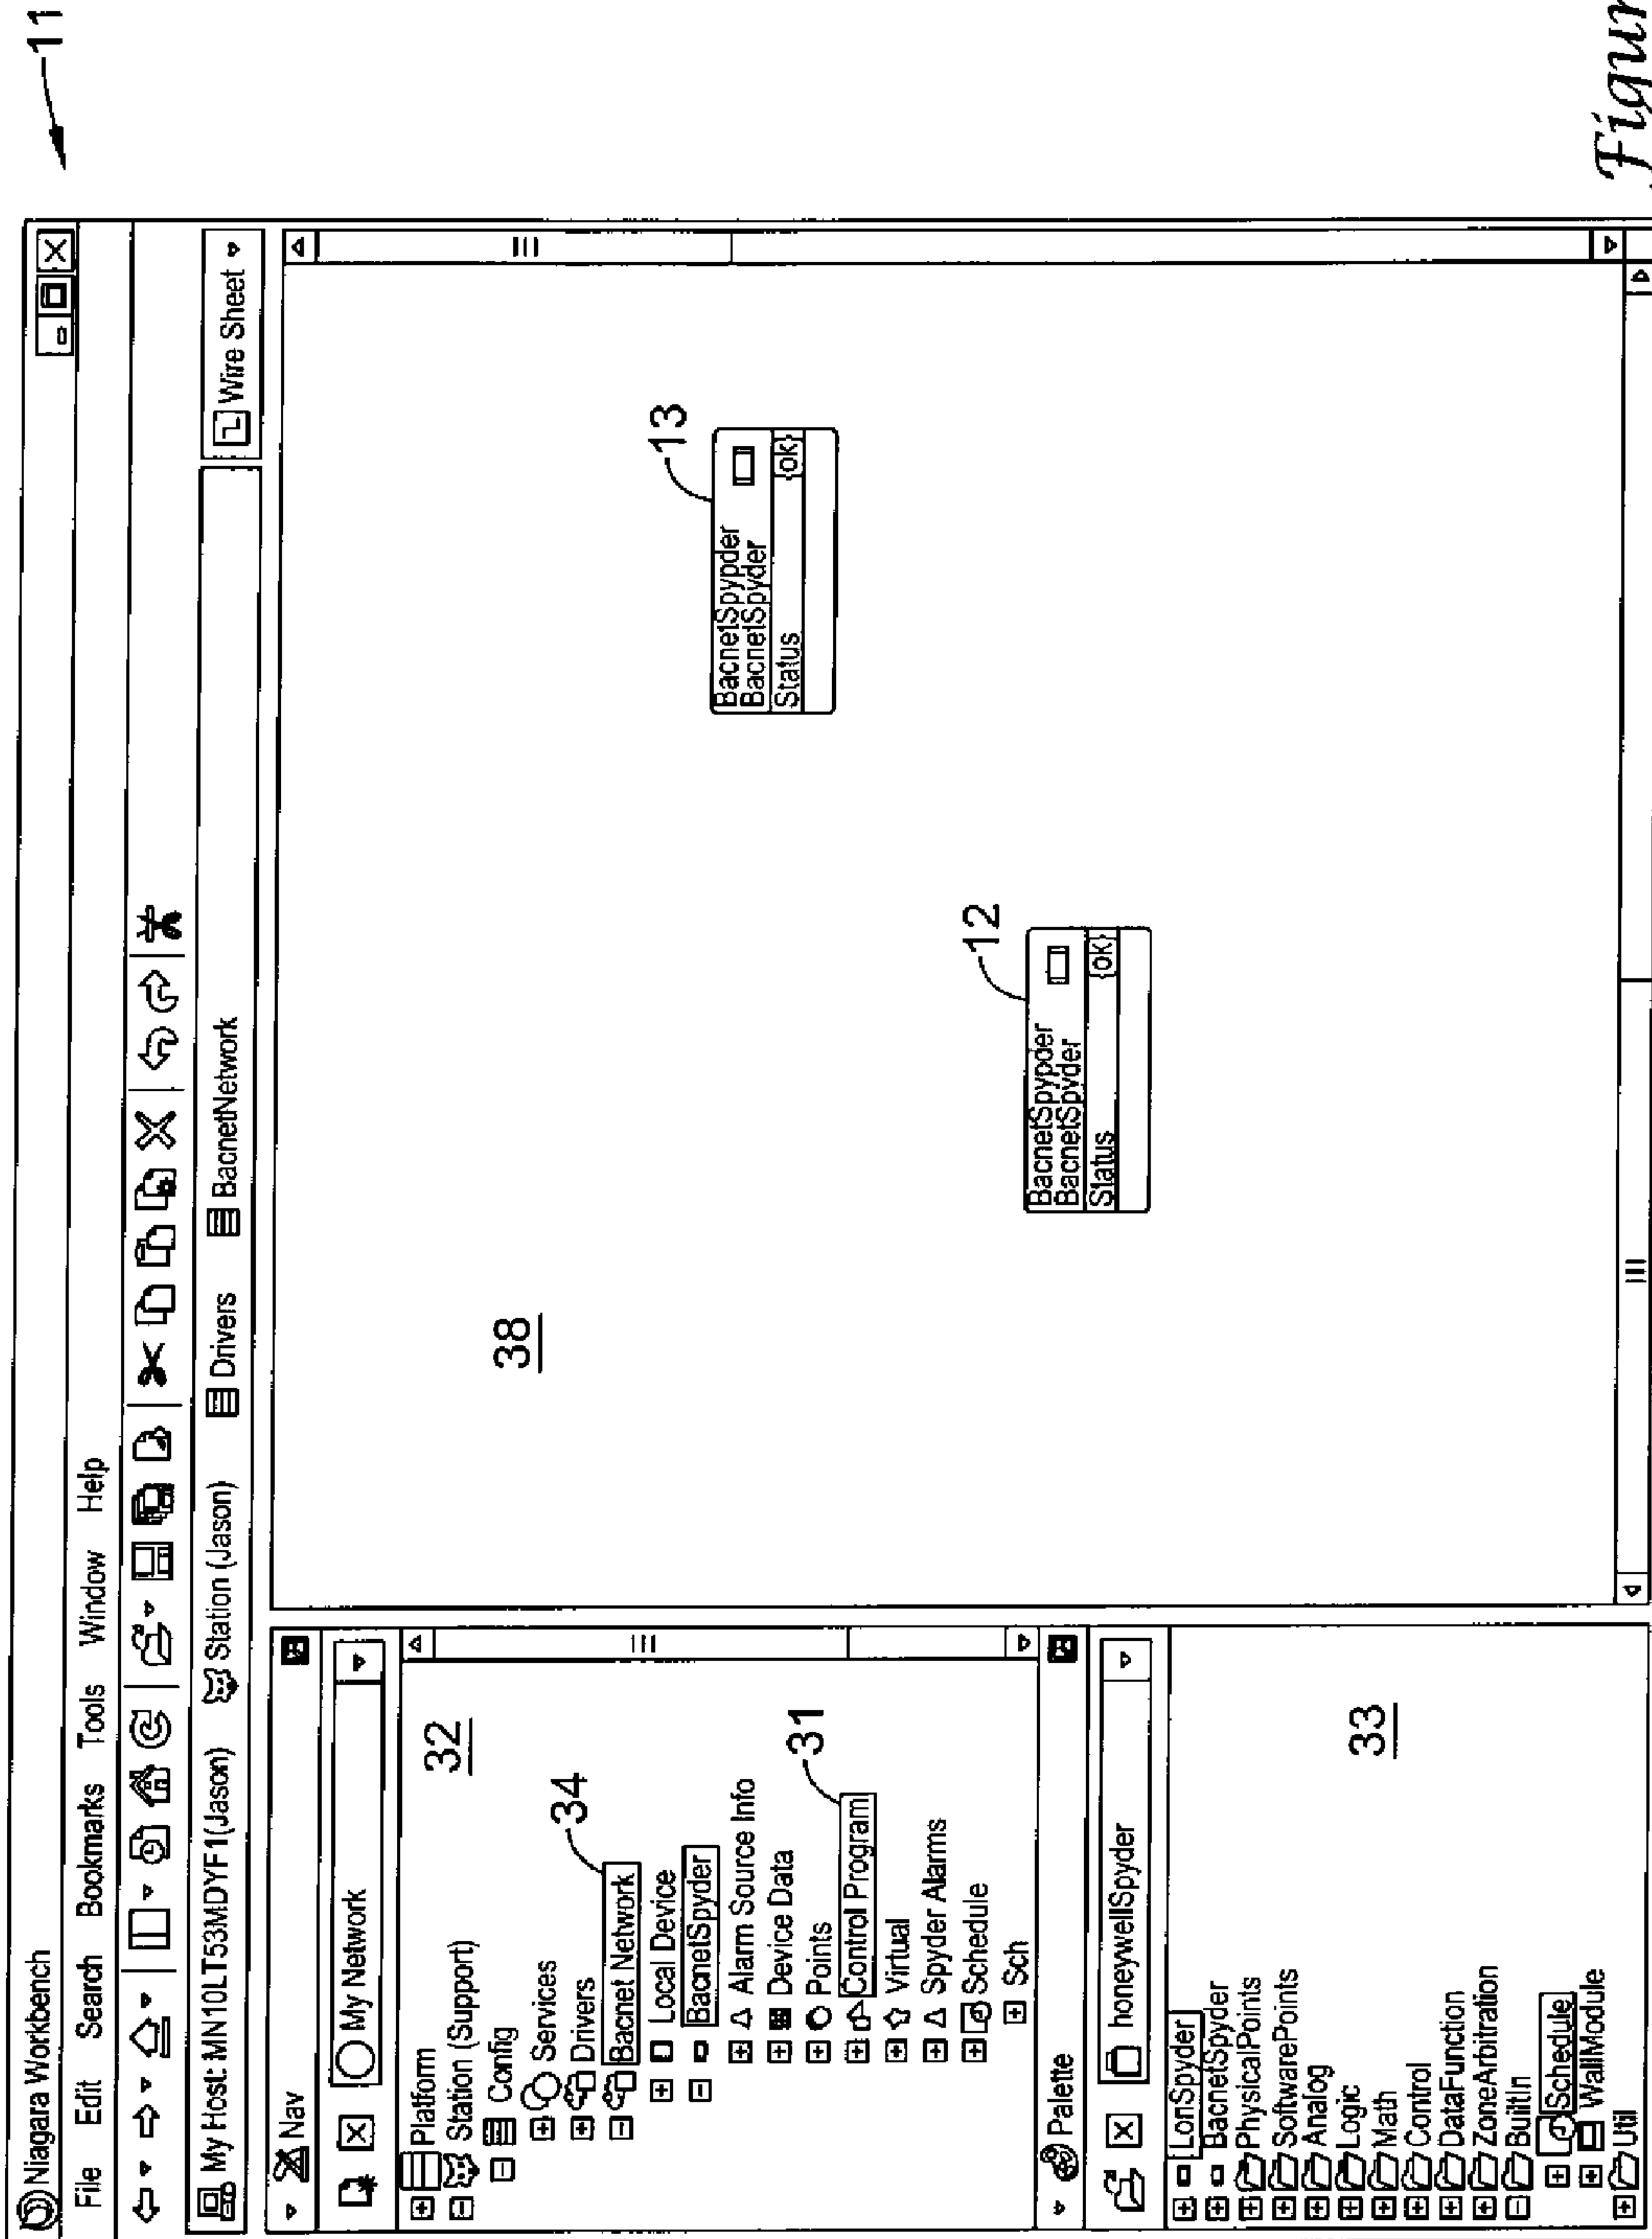 11
Niagara Workbench
File Edit Search Bookmarks Tools Window Help
My Host: MN10LT53MDYF1(Jason) Station (Jason) Drivers BacnetNetwork Wire Sheet
Nav
My Network
32
Platform
Station (Support)
Config
Services
Drivers
34
Bacnet Network
Local Device
BacnetSpyder
Alarm Source Info
Device Data
Points
31
Control Program
Virtual
Spyder Alarms
Schedule
Sch
Palette
honeywellSpyder
33
LonSpyder
BacnetSpyder
PhysicalPoints
SoftwarePoints
Analog
Logic
Math
Control
DataFunction
ZoneArbitration
BuiltIn
Schedule
WallModule
Util
38
13
BacnetSpypder
BacnetSpyder
Status {ok}
12
BacnetSpypder
BacnetSpyder
Status {ok}